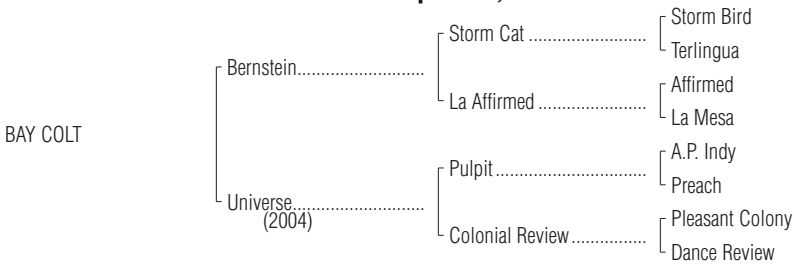 Storm Bird
Storm Cat ..........................
Terlingua
Bernstein............................
Affirmed
La Affirmed ........................
La Mesa
BAY COLT
A.P. Indy
Pulpit .................................
Preach
Universe.............................
(2004)
Pleasant Colony
Colonial Review ................
Dance Review